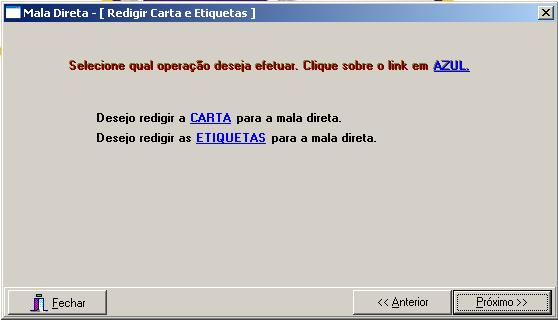 Mala Direta - [ Redigir Carta e Etiquetas ]
Selecione qual operação deseja efetuar. Clique sobre o link em AZUL.
Desejo redigir a CARTA para a mala direta.
Desejo redigir as ETIQUETAS para a mala direta.
Fechar
<< Anterior
Próximo >>